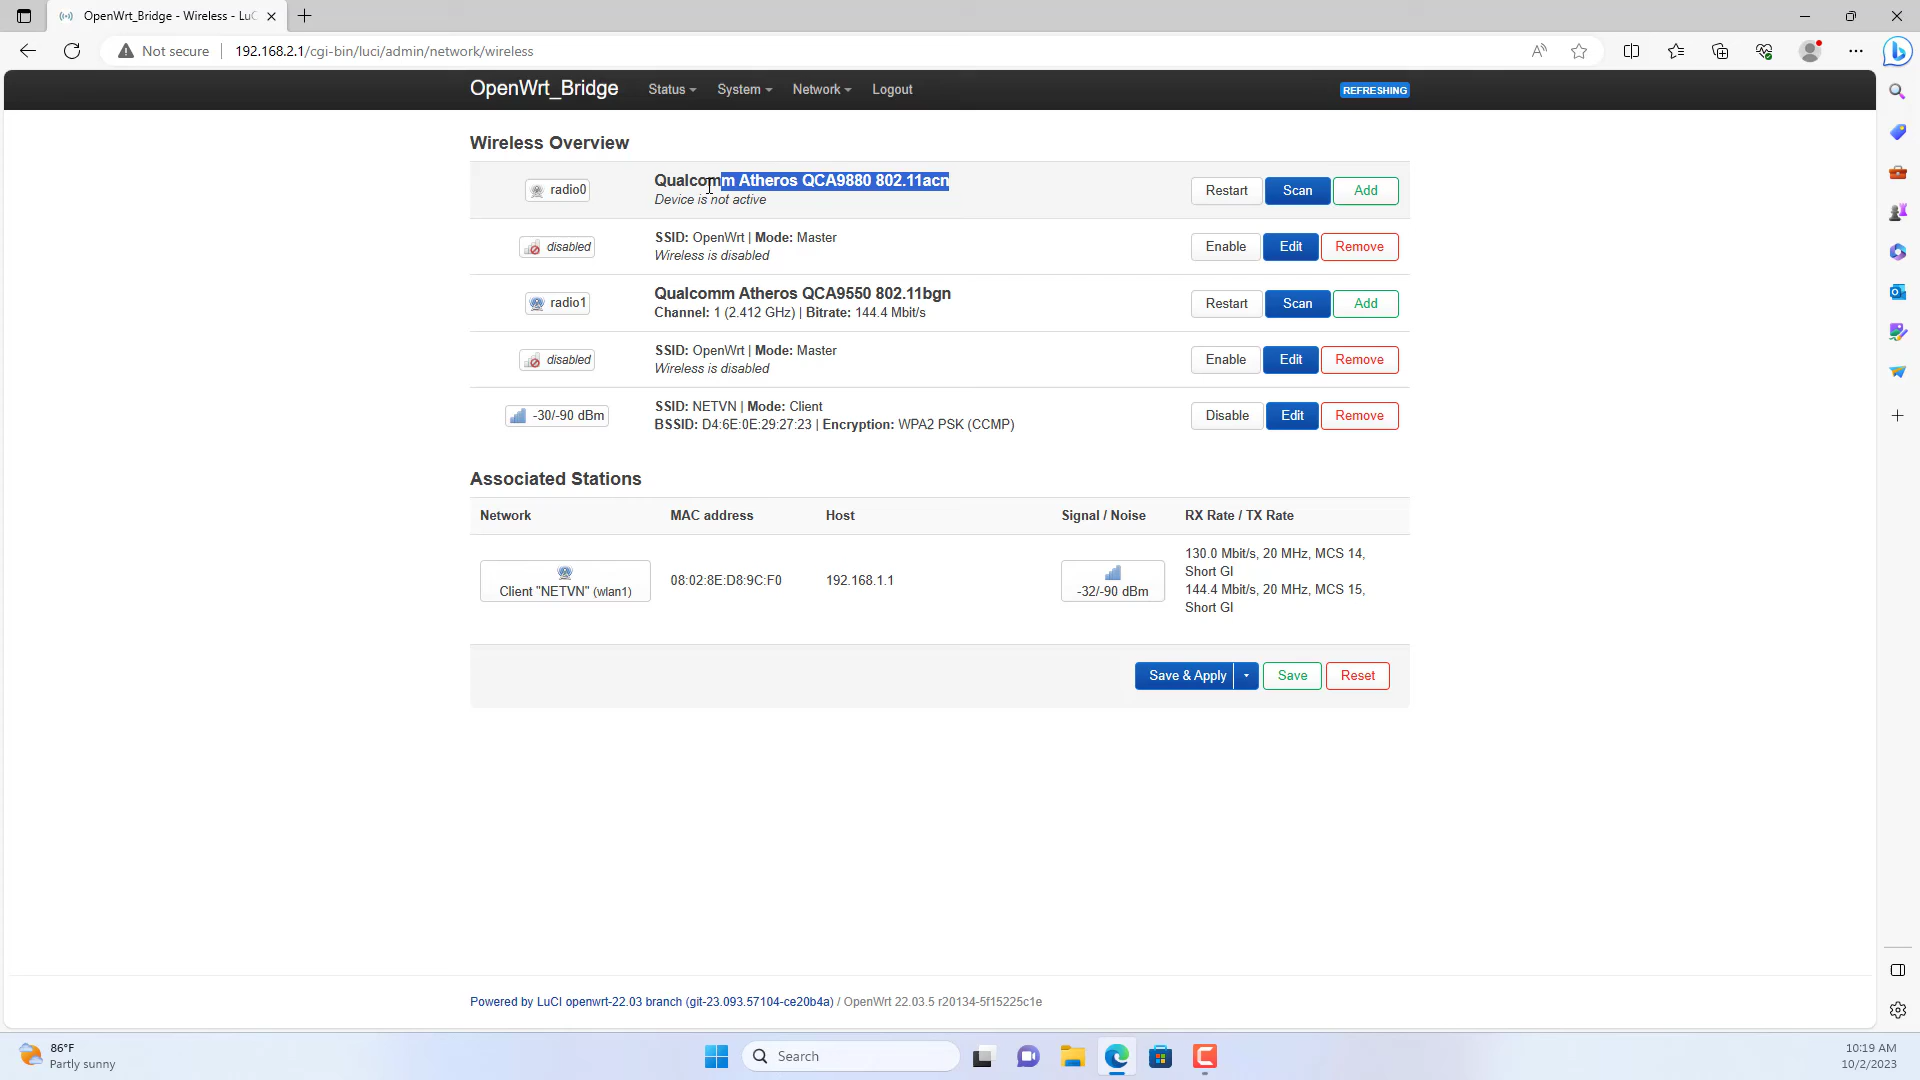 OpenWrt_Bridge - Wireless - LuC
Not secure
192.168.2.1/cgi-bin/luci/admin/network/wireless
OpenWrt_Bridge
Status
System
Network
Logout
REFRESHING
Wireless Overview
radio0
Qualcomm Atheros QCA9880 802.11acn
Device is not active
Restart
Scan
Add
disabled
SSID: OpenWrt | Mode: Master
Wireless is disabled
Enable
Edit
Remove
radio1
Qualcomm Atheros QCA9550 802.11bgn
Channel: 1 (2.412 GHz) | Bitrate: 144.4 Mbit/s
Restart
Scan
Add
disabled
SSID: OpenWrt | Mode: Master
Wireless is disabled
Enable
Edit
Remove
-30/-90 dBm
SSID: NETVN | Mode: Client
BSSID: D4:6E:0E:29:27:23 | Encryption: WPA2 PSK (CCMP)
Disable
Edit
Remove
Associated Stations
Network
MAC address
Host
Signal / Noise
RX Rate / TX Rate
Client "NETVN" (wlan1)
08:02:8E:D8:9C:F0
192.168.1.1
-32/-90 dBm
130.0 Mbit/s, 20 MHz, MCS 14,
Short GI
144.4 Mbit/s, 20 MHz, MCS 15,
Short GI
Save & Apply
Save
Reset
Powered by LuCI openwrt-22.03 branch (git-23.093.57104-ce20b4a) / OpenWrt 22.03.5 r20134-5f15225c1e
86°F
Partly sunny
Search
10:19 AM
10/2/2023